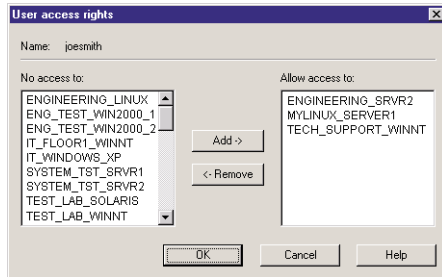 User access rights
Name: joesmith
No access to:
ENGINEERING_LINUX
ENG_TEST_WIN2000_1
ENG_TEST_WIN2000_2
IT_FLOOR1_WINNT
IT_WINDOWS_XP
SYSTEM_TST_SRVR1
SYSTEM_TST_SRVR2
TEST_LAB_SOLARIS
TEST_LAB_WINNT
Add ->
<- Remove
Allow access to:
ENGINEERING_SRVR2
MYLINUX_SERVER1
TECH_SUPPORT_WINNT
OK
Cancel
Help